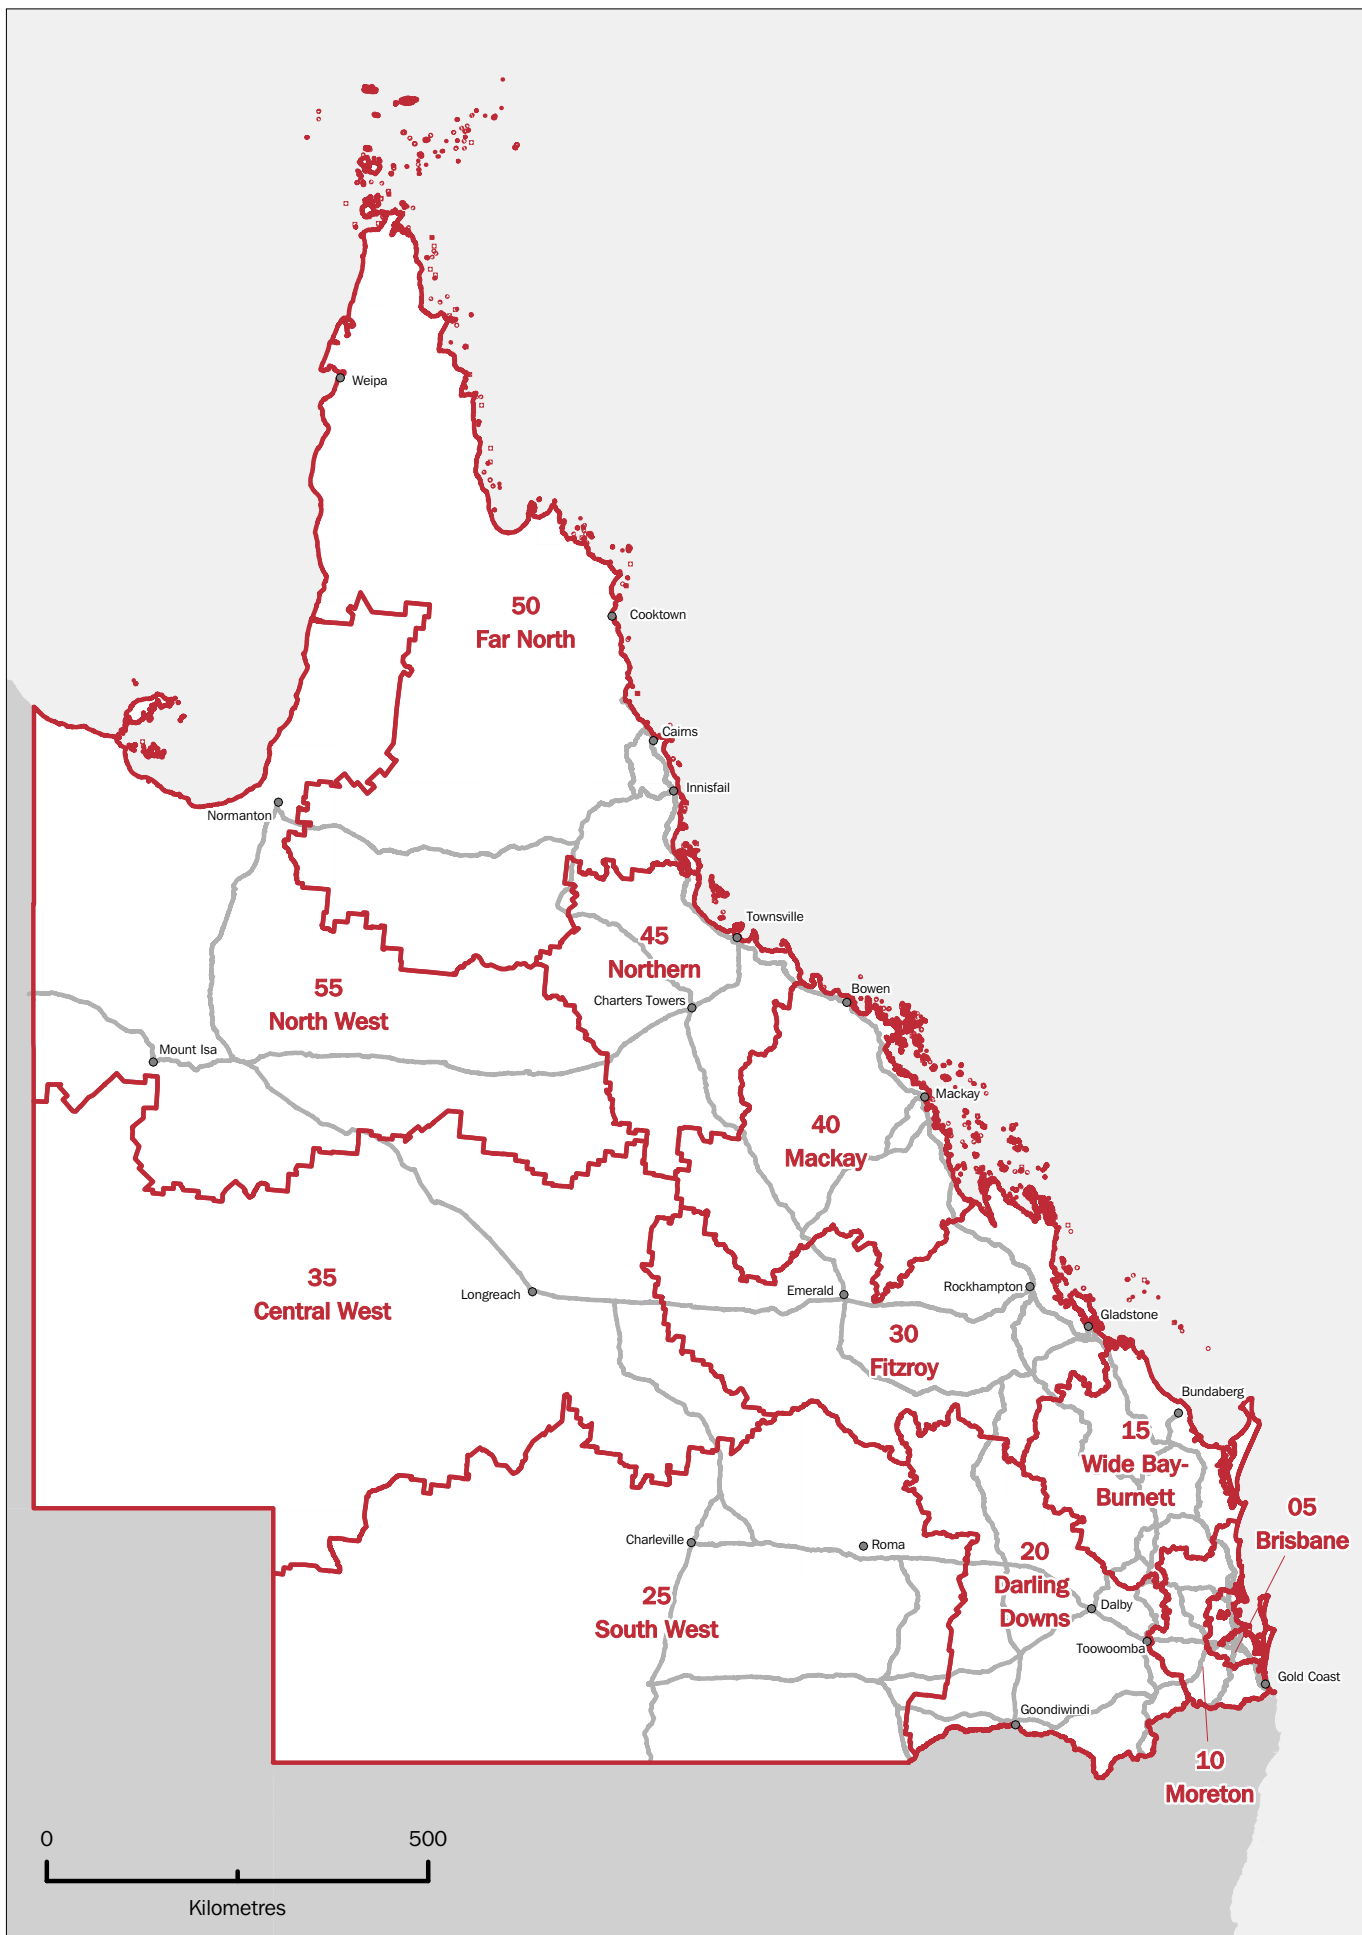 Weipa
50
Far North
Cooktown
Cairns
Innisfail
Normanton
Townsville
45
Northern
55
North West
Bowen
Charters Towers
Mount Isa
Mackay
40
Mackay
35
Central West
Longreach
Emerald
Rockhampton
Gladstone
30
Fitzroy
Bundaberg
15
Wide Bay-
Burnett
05
Brisbane
Charleville
Roma
20
Darling
Downs
25
South West
Dalby
Toowoomba
Gold Coast
Goondiwindi
10
Moreton
0 500
Kilometres